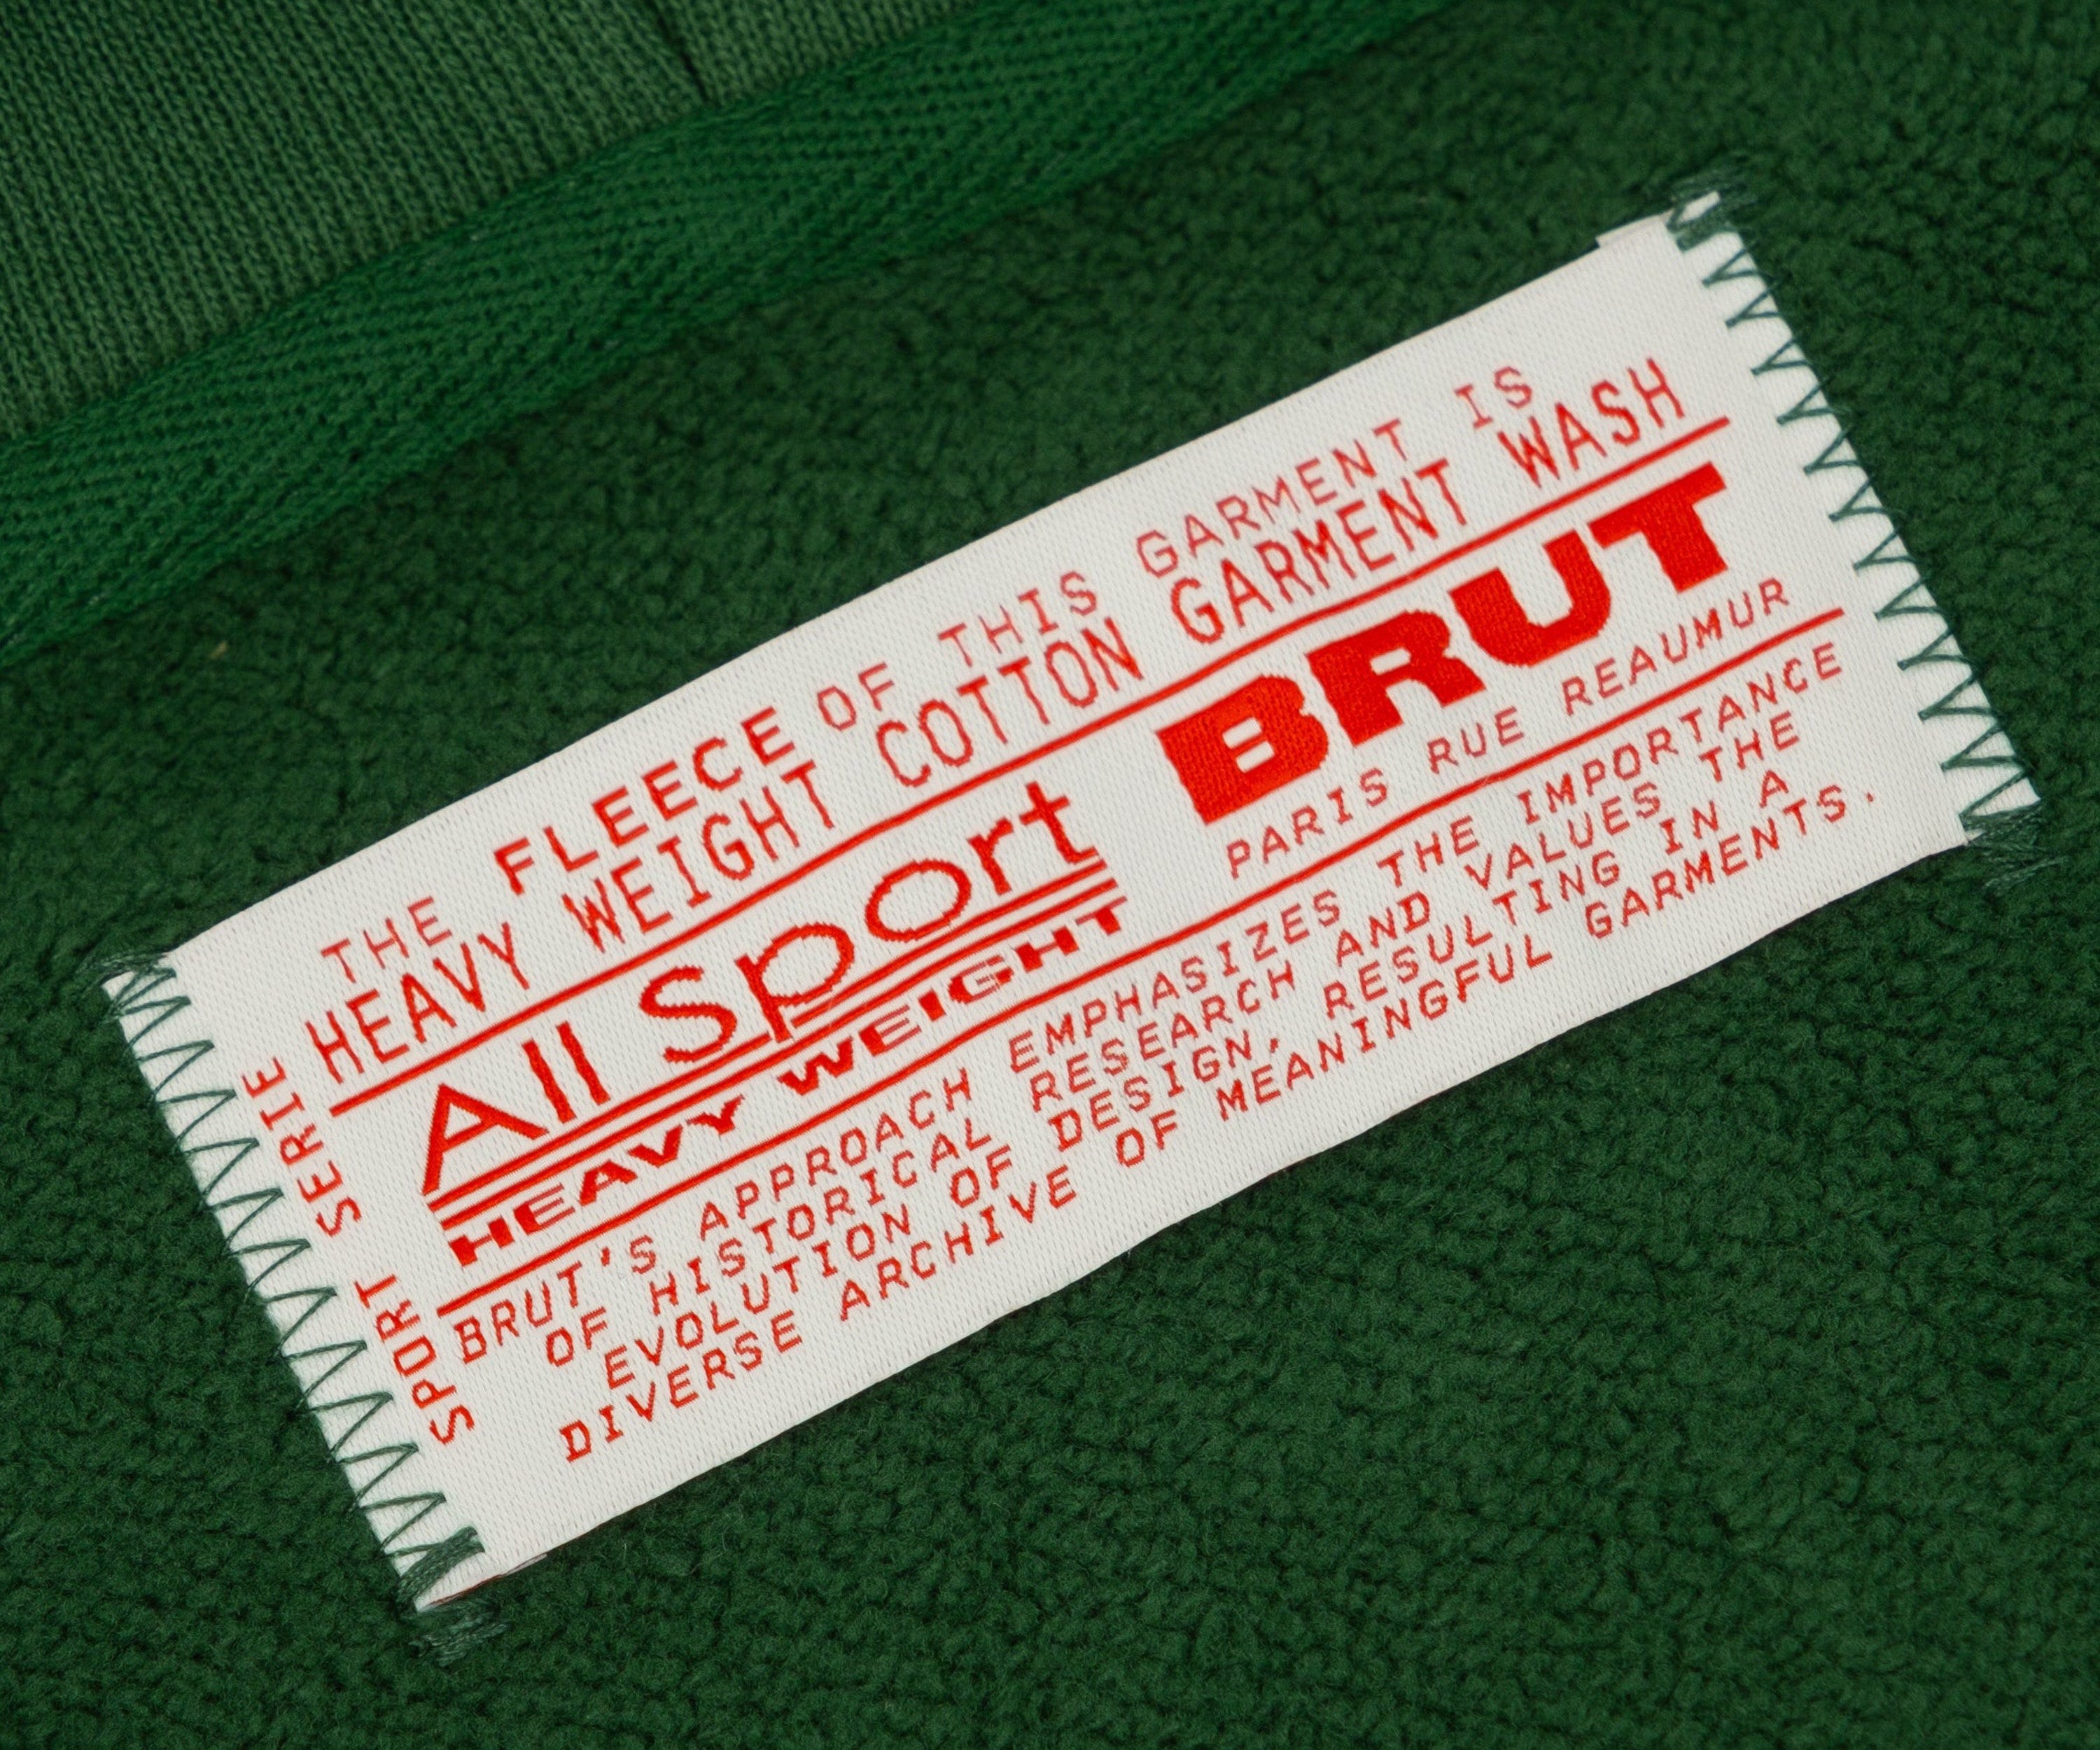 THE FLEECE OF THIS GARMENT IS
HEAVY WEIGHT COTTON GARMENT WASH
All Sport
HEAVY WEIGHT
BRUT
PARIS RUE REAUMUR
BRUT'S APPROACH EMPHASIZES THE IMPORTANCE
OF HISTORICAL RESEARCH AND VALUES THE
EVOLUTION OF DESIGN, RESULTING IN A
DIVERSE ARCHIVE OF MEANINGFUL GARMENTS.
SPORT SERIE